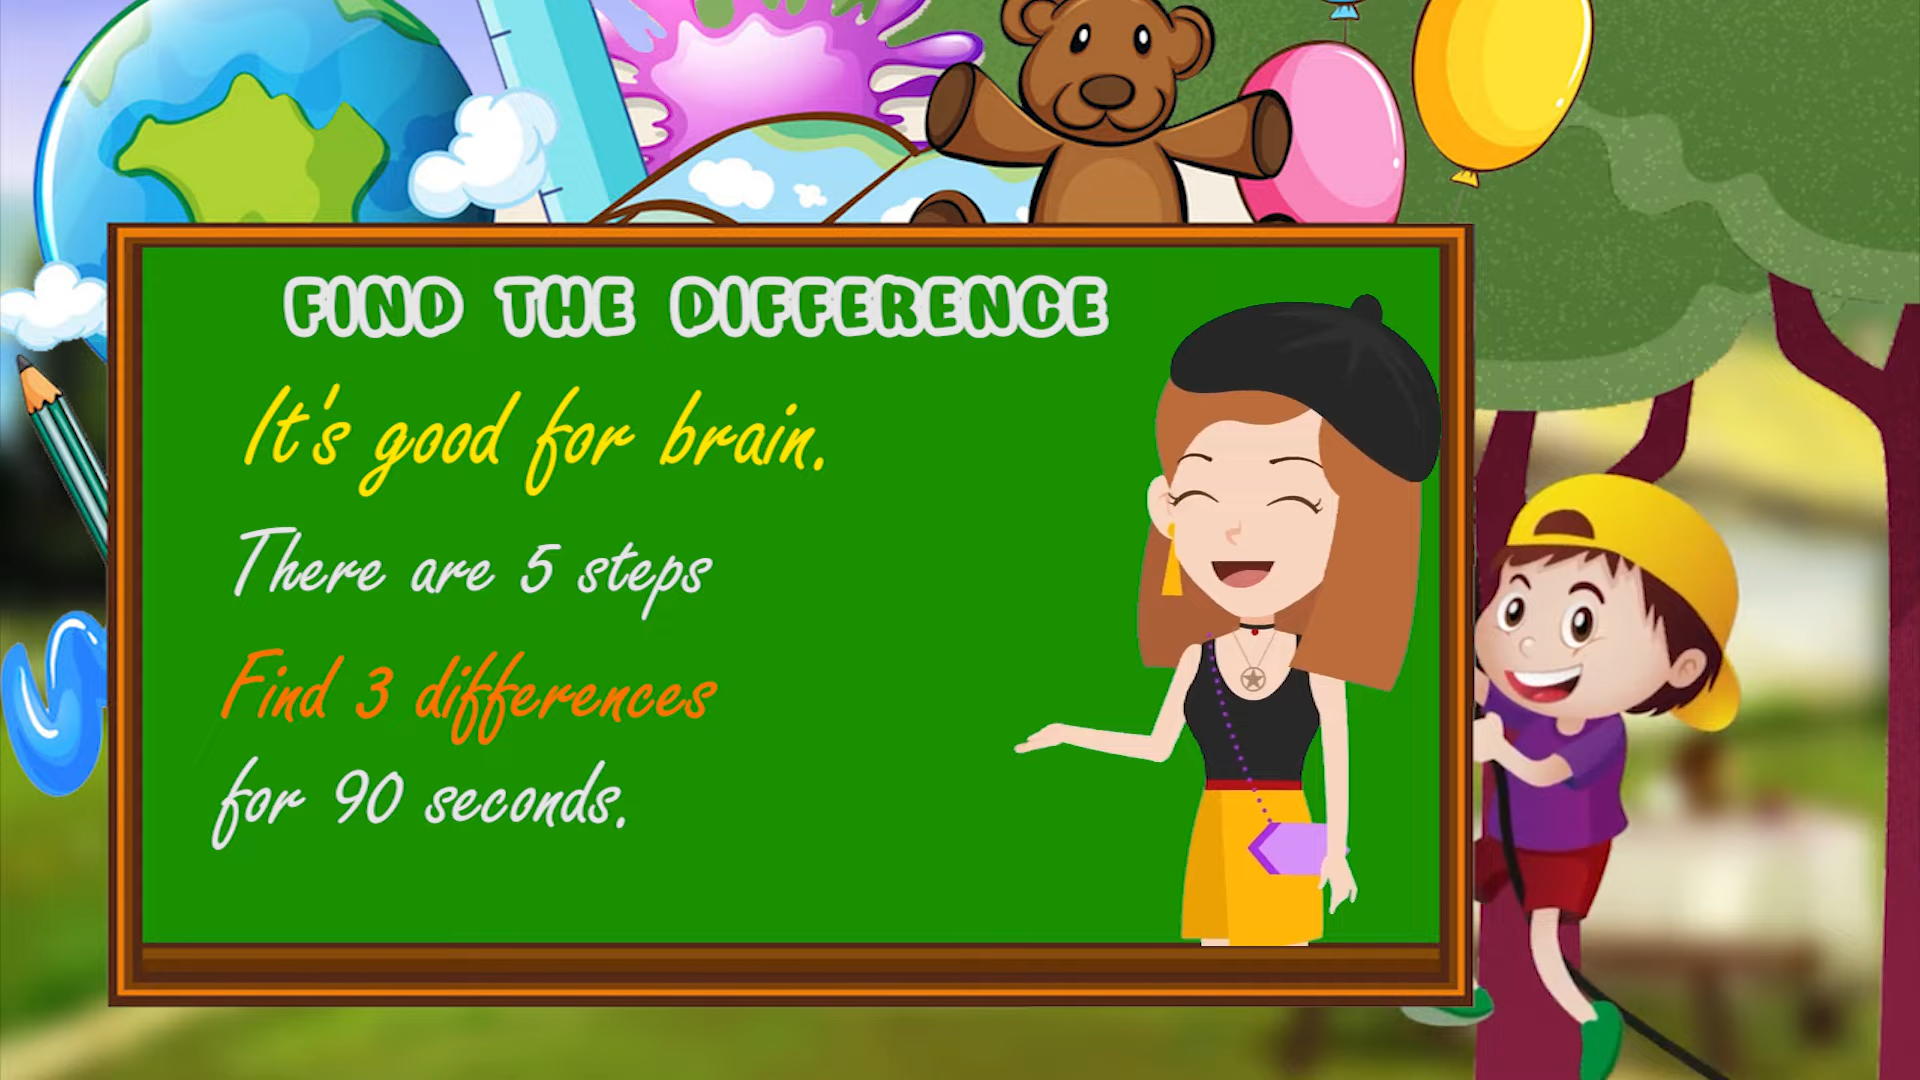 FIND THE DIFFERENCE
It's good for brain.
There are 5 steps
Find 3 differences
for 90 seconds.